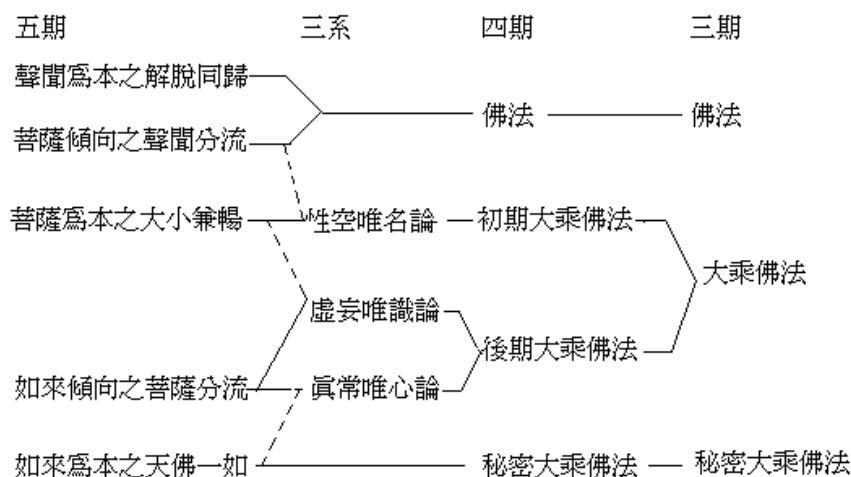 五期 三系 四期 三期
聲聞爲本之解脫同歸
佛法 佛法
菩薩傾向之聲聞分流
菩薩爲本之大小兼暢 性空唯名論 初期大乘佛法
大乘佛法
虛妄唯識論
後期大乘佛法
如來傾向之菩薩分流 眞常唯心論
如來爲本之天佛一如 秘密大乘佛法 秘密大乘佛法